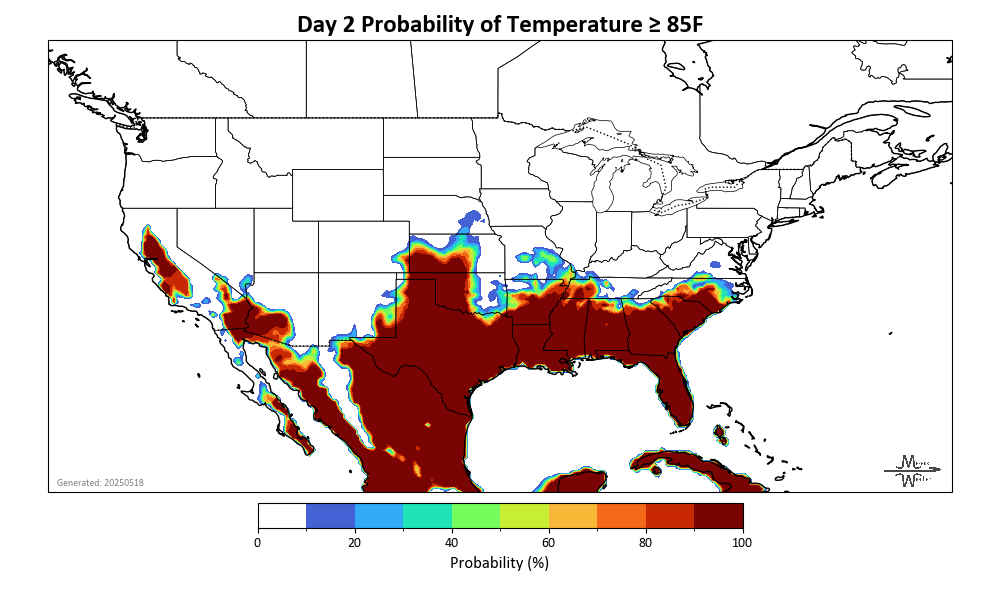 Day 2 Probability of Temperature ≥ 85F
Generated: 20250518
0 20 40 60 80 100
Probability (%)